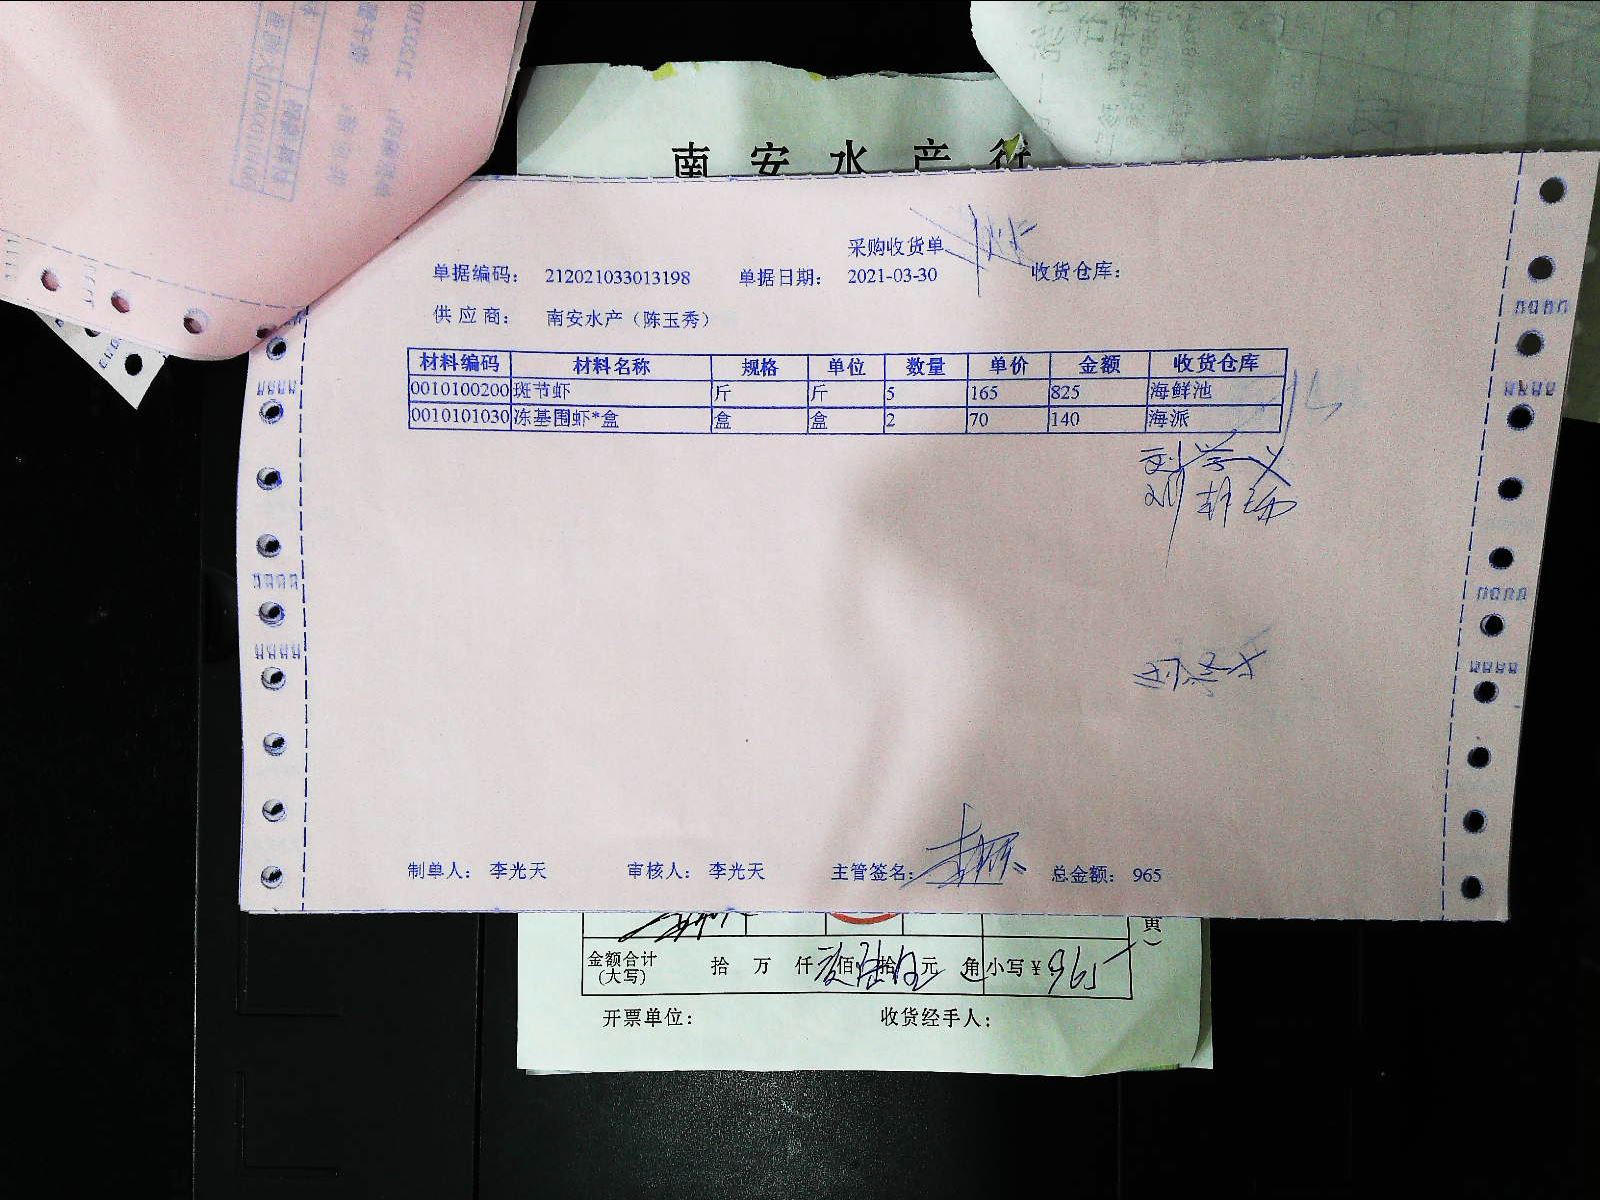 南安水产行
采购收货单
单据编码： 212021033013198 单据日期： 2021-03-30 收货仓库：
供应商： 南安水产（陈玉秀）
材料编码 材料名称 规格 单位 数量 单价 金额 收货仓库
0010100200 斑节虾 斤 斤 5 165 825 海鲜池
0010101030 冻基围虾*盒 盒 盒 2 70 140 海派
制单人： 李光天 审核人： 李光天 主管签名： 总金额： 965
黄）
金额合计 拾 万 仟 佰 拾 元 角 小写￥ 965
（大写）
开票单位： 收货经手人：